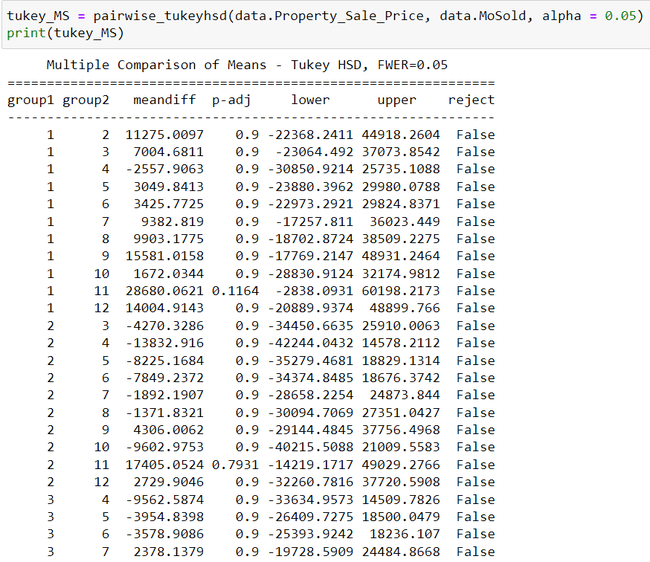 tukey_MS = pairwise_tukeyhsd(data.Property_Sale_Price, data.MoSold, alpha = 0.05)
print(tukey_MS)
Multiple Comparison of Means - Tukey HSD, FWER=0.05
==============================================================
group1 group2  meandiff  p-adj    lower      upper    reject
--------------------------------------------------------------
1 2 11275.0097 0.9 -22368.2411 44918.2604 False
1 3 7004.6811 0.9 -23064.492 37073.8542 False
1 4 -2557.9063 0.9 -30850.9214 25735.1088 False
1 5 3049.8413 0.9 -23880.3962 29980.0788 False
1 6 3425.7725 0.9 -22973.2921 29824.8371 False
1 7 9382.819 0.9 -17257.811 36023.449 False
1 8 9903.1775 0.9 -18702.8724 38509.2275 False
1 9 15581.0158 0.9 -17769.2147 48931.2464 False
1 10 1672.0344 0.9 -28830.9124 32174.9812 False
1 11 28680.0621 0.1164 -2838.0931 60198.2173 False
1 12 14004.9143 0.9 -20889.9374 48899.766 False
2 3 -4270.3286 0.9 -34450.6635 25910.0063 False
2 4 -13832.916 0.9 -42244.0432 14578.2112 False
2 5 -8225.1684 0.9 -35279.4681 18829.1314 False
2 6 -7849.2372 0.9 -34374.8485 18676.3742 False
2 7 -1892.1907 0.9 -28658.2254 24873.844 False
2 8 -1371.8321 0.9 -30094.7069 27351.0427 False
2 9 4306.0062 0.9 -29144.4845 37756.4968 False
2 10 -9602.9753 0.9 -40215.5088 21009.5583 False
2 11 17405.0524 0.7931 -14219.1717 49029.2766 False
2 12 2729.9046 0.9 -32260.7816 37720.5908 False
3 4 -9562.5874 0.9 -33634.9573 14509.7826 False
3 5 -3954.8398 0.9 -26409.7275 18500.0479 False
3 6 -3578.9086 0.9 -25393.9242 18236.107 False
3 7 2378.1379 0.9 -19728.5909 24484.8668 False